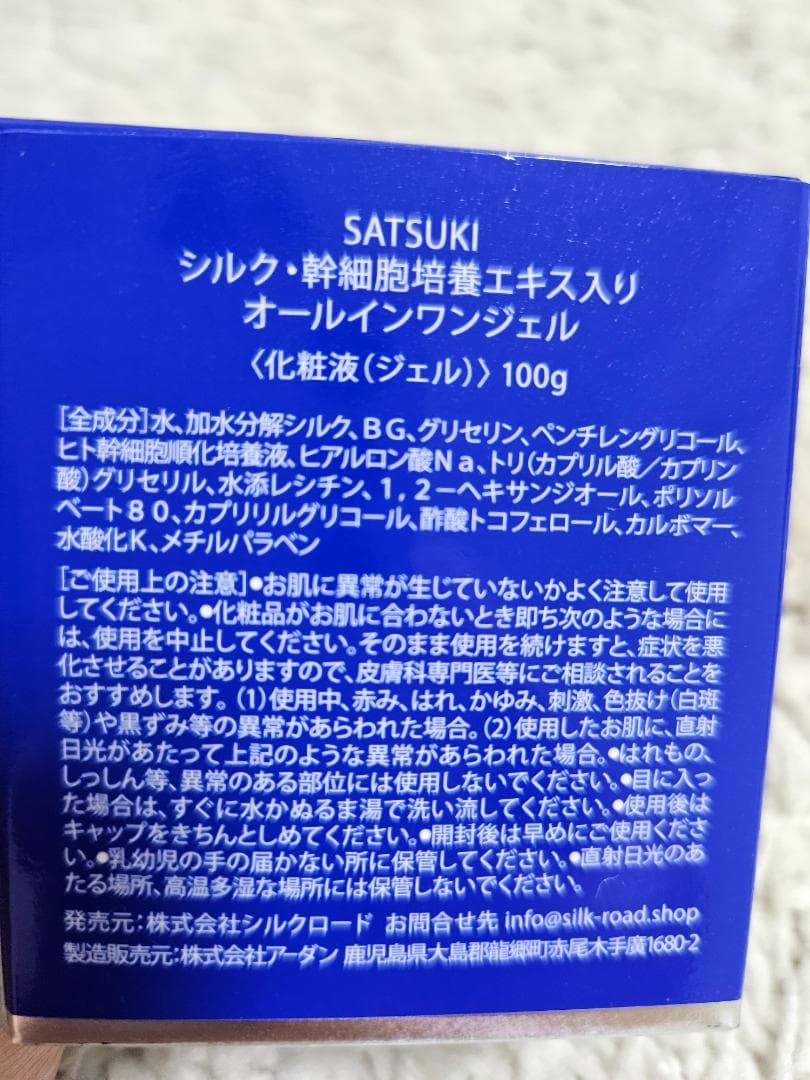 SATSUKI
シルク・幹細胞培養エキス入り
オールインワンジェル
〈化粧液(ジェル)〉100g
[全成分]水、加水分解シルク、BG、グリセリン、ペンチレングリコール、
ヒト幹細胞順化培養液、ヒアルロン酸Na、トリ(カプリル酸/カプリン
酸)グリセリル、水添レシチン、1,2-ヘキサンジオール、ポリソル
ベート80、カプリリルグリコール、酢酸トコフェロール、カルボマー、
水酸化K、メチルパラベン
[ご使用上の注意]●お肌に異常が生じていないかよく注意して使用
してください。●化粧品がお肌に合わないとき即ち次のような場合に
は、使用を中止してください。そのまま使用を続けますと、症状を悪
化させることがありますので、皮膚科専門医等にご相談されることを
おすすめします。(1)使用中、赤み、はれ、かゆみ、刺激、色抜け(白斑
等)や黒ずみ等の異常があらわれた場合。(2)使用したお肌に、直射
日光があたって上記のような異常があらわれた場合。●はれもの、
しっしん等、異常のある部位には使用しないでください。●目に入っ
た場合は、すぐに水かぬるま湯で洗い流してください。●使用後は
キャップをきちんとしめてください。●開封後は早めにご使用くださ
い。●乳幼児の手の届かない所に保管してください。●直射日光のあ
たる場所、高温多湿な場所には保管しないでください。
発売元:株式会社シルクロード お問合せ先 info@silk-road.shop
製造販売元:株式会社アーダン 鹿児島県大島郡龍郷町赤尾木手廣1680-2